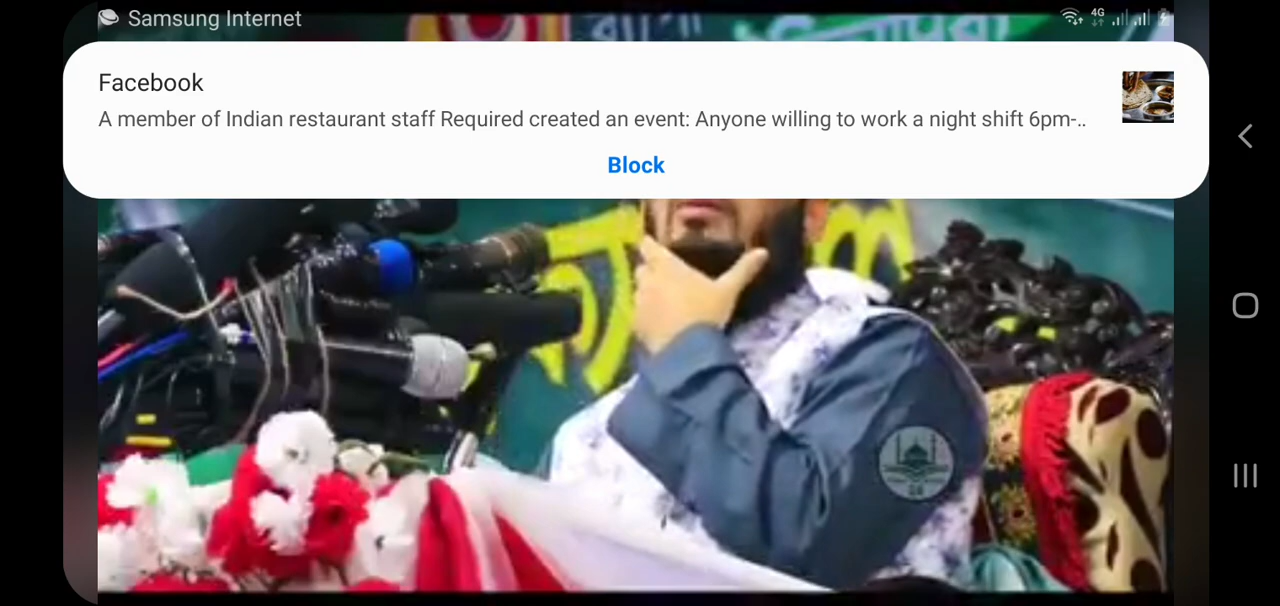 Samsung Internet
4G
Facebook
A member of Indian restaurant staff Required created an event: Anyone willing to work a night shift 6pm-..
Block